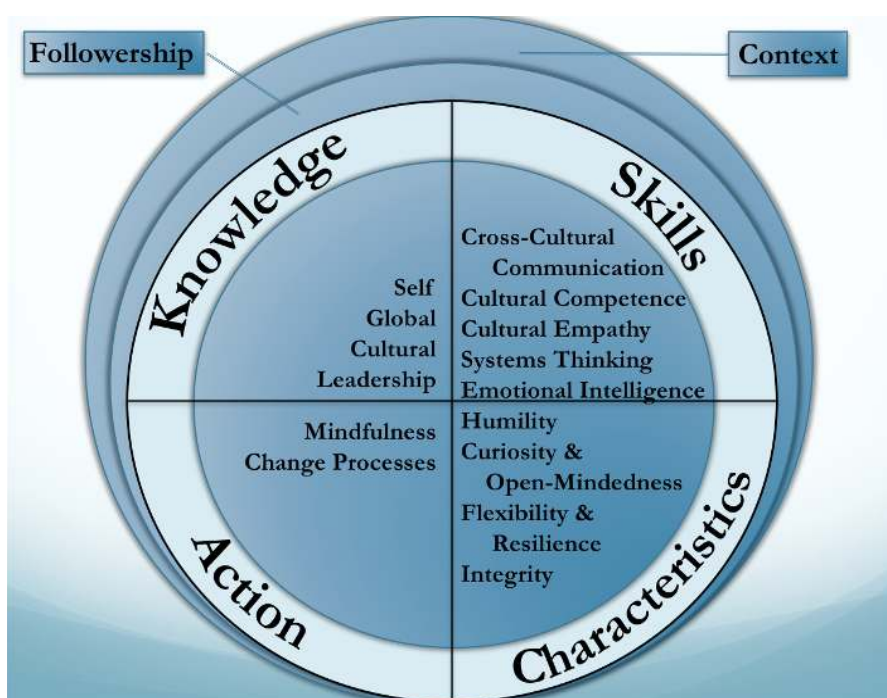 Followership
Context
Knowledge
Skills
Self
Global
Cultural
Leadership
Cross-Cultural
Communication
Cultural Competence
Cultural Empathy
Systems Thinking
Emotional Intelligence
Mindfulness
Change Processes
Humility
Curiosity &
Open-Mindedness
Flexibility &
Resilience
Integrity
Action
Characteristics